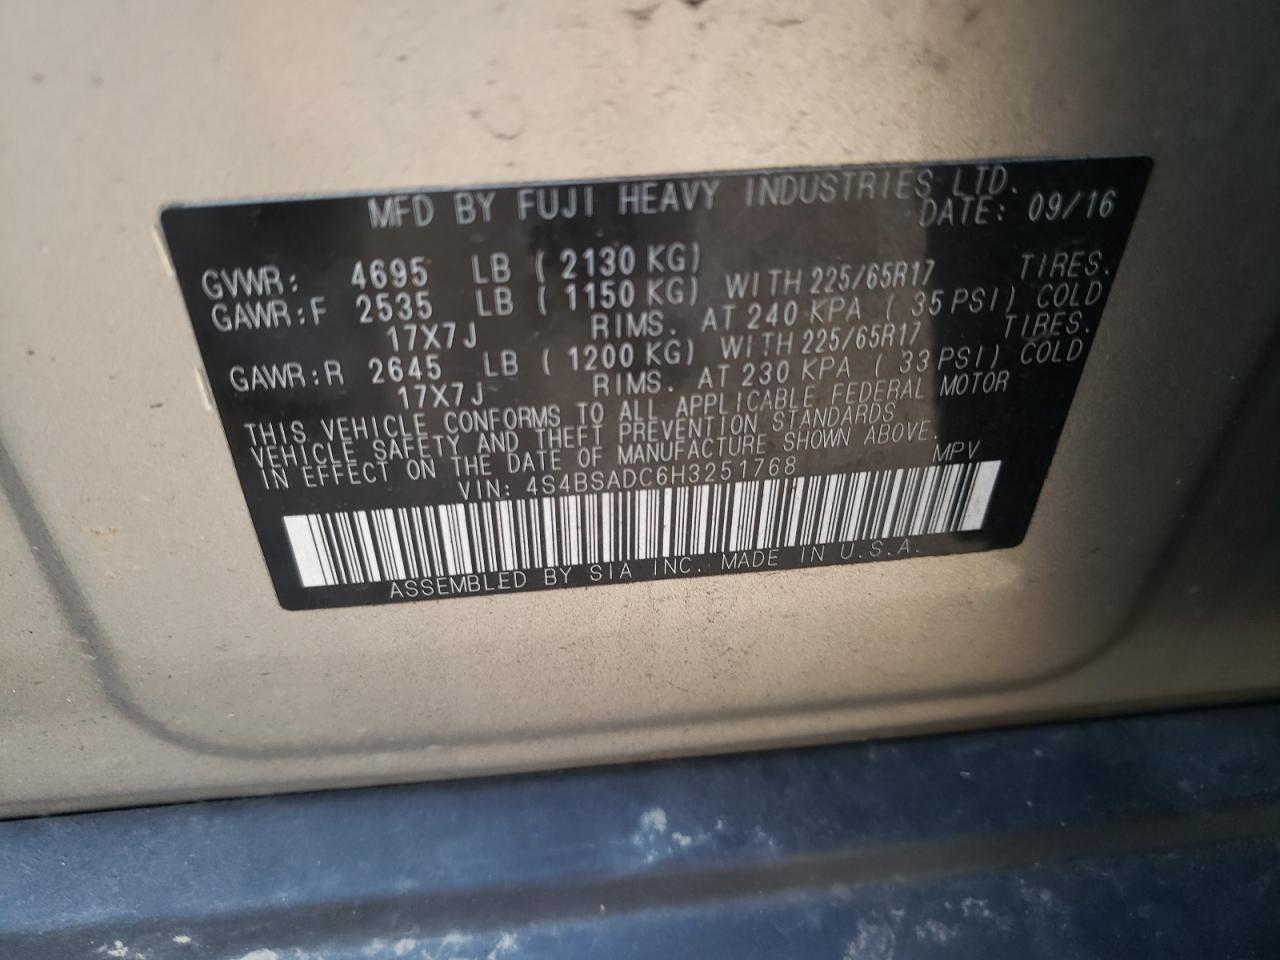 MFD BY FUJI HEAVY INDUSTRIES LTD.
DATE: 09/16
GVWR: 4695 LB ( 2130 KG)
GAWR:F 2535 LB ( 1150 KG) WITH 225/65R17 TIRES.
17X7J RIMS. AT 240 KPA ( 35 PSI) COLD
GAWR:R 2645 LB ( 1200 KG) WITH 225/65R17 TIRES.
17X7J RIMS. AT 230 KPA ( 33 PSI) COLD
THIS VEHICLE CONFORMS TO ALL APPLICABLE FEDERAL MOTOR
VEHICLE SAFETY AND THEFT PREVENTION STANDARDS
IN EFFECT ON THE DATE OF MANUFACTURE SHOWN ABOVE.
VIN: 4S4BSADC6H3251768 MPV
ASSEMBLED BY SIA INC. MADE IN U.S.A.